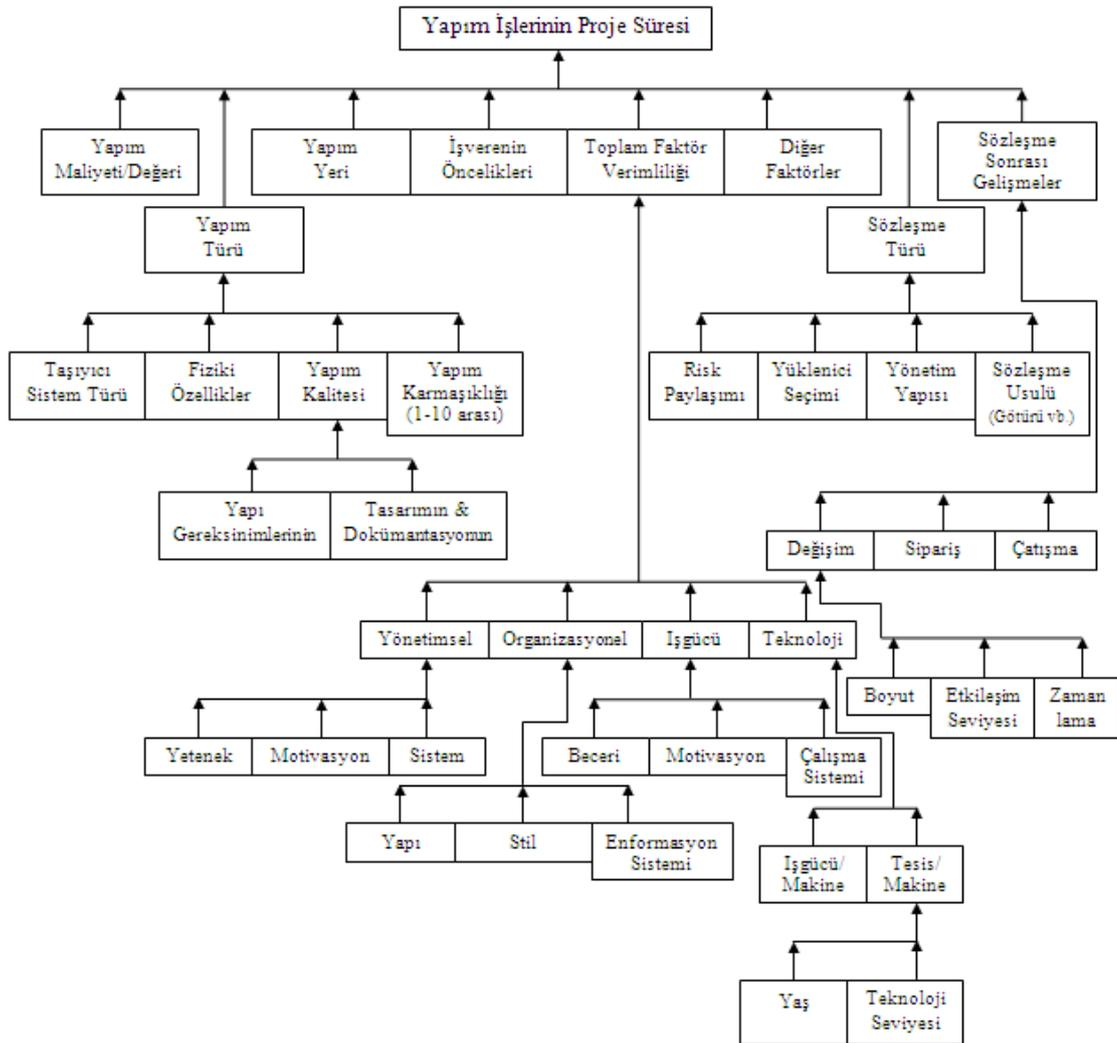 Yapım İşlerinin Proje Süresi
Yapım
Maliyeti/Değeri
Yapım
Yeri
İşverenin
Öncelikleri
Toplam Faktör
Verimliliği
Diğer
Faktörler
Sözleşme
Sonrası
Gelişmeler
Yapım
Türü
Sözleşme
Türü
Taşıyıcı
Sistem Türü
Fiziki
Özellikler
Yapım
Kalitesi
Yapım
Karmaşıklığı
(1-10 arası)
Risk
Paylaşımı
Yüklenici
Seçimi
Yönetim
Yapısı
Sözleşme
Usulü
(Götürü vb.)
Yapı
Gereksinimlerinin
Tasarımın &
Dokümantasyonun
Değişim
Sipariş
Çatışma
Yönetimsel
Organizasyonel
Işgücü
Teknoloji
Boyut
Etkileşim
Seviyesi
Zaman
lama
Yetenek
Motivasyon
Sistem
Beceri
Motivasyon
Çalışma
Sistemi
Yapı
Stil
Enformasyon
Sistemi
Işgücü/
Makine
Tesis/
Makine
Yaş
Teknoloji
Seviyesi